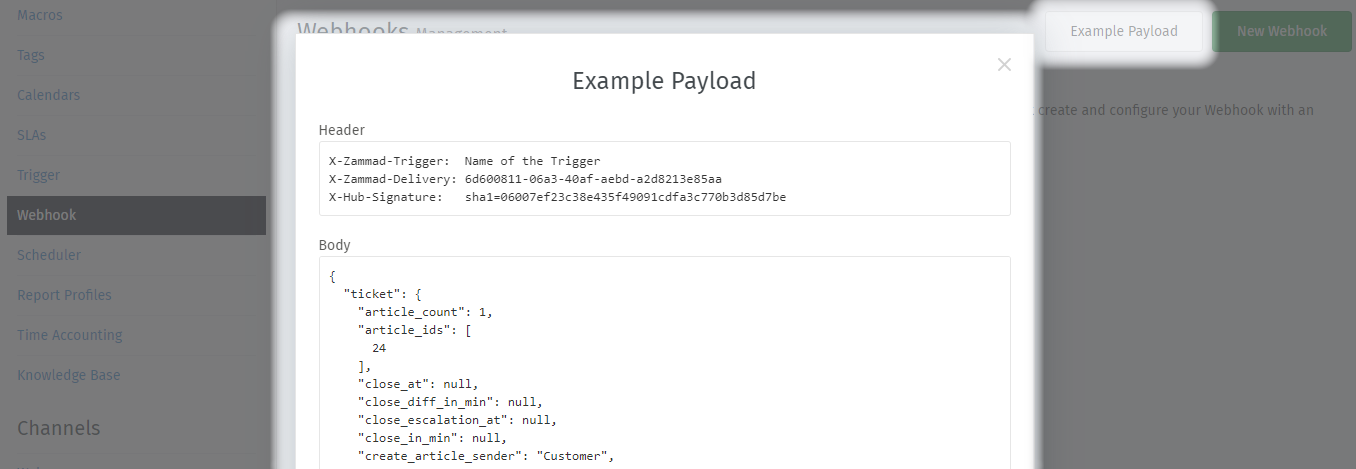 Macros
Tags
Calendars
SLAs
Trigger
Webhook
Scheduler
Report Profiles
Time Accounting
Knowledge Base
Channels
Webhooks Management
Example Payload
New Webhook
create and configure your Webhook with an
Example Payload
Header
X-Zammad-Trigger: Name of the Trigger
X-Zammad-Delivery: 6d600811-06a3-40af-aebd-a2d8213e85aa
X-Hub-Signature: sha1=06007ef23c38e435f49091cdfa3c770b3d85d7be
Body
{
"ticket": {
"article_count": 1,
"article_ids": [
24
],
"close_at": null,
"close_diff_in_min": null,
"close_escalation_at": null,
"close_in_min": null,
"create_article_sender": "Customer",